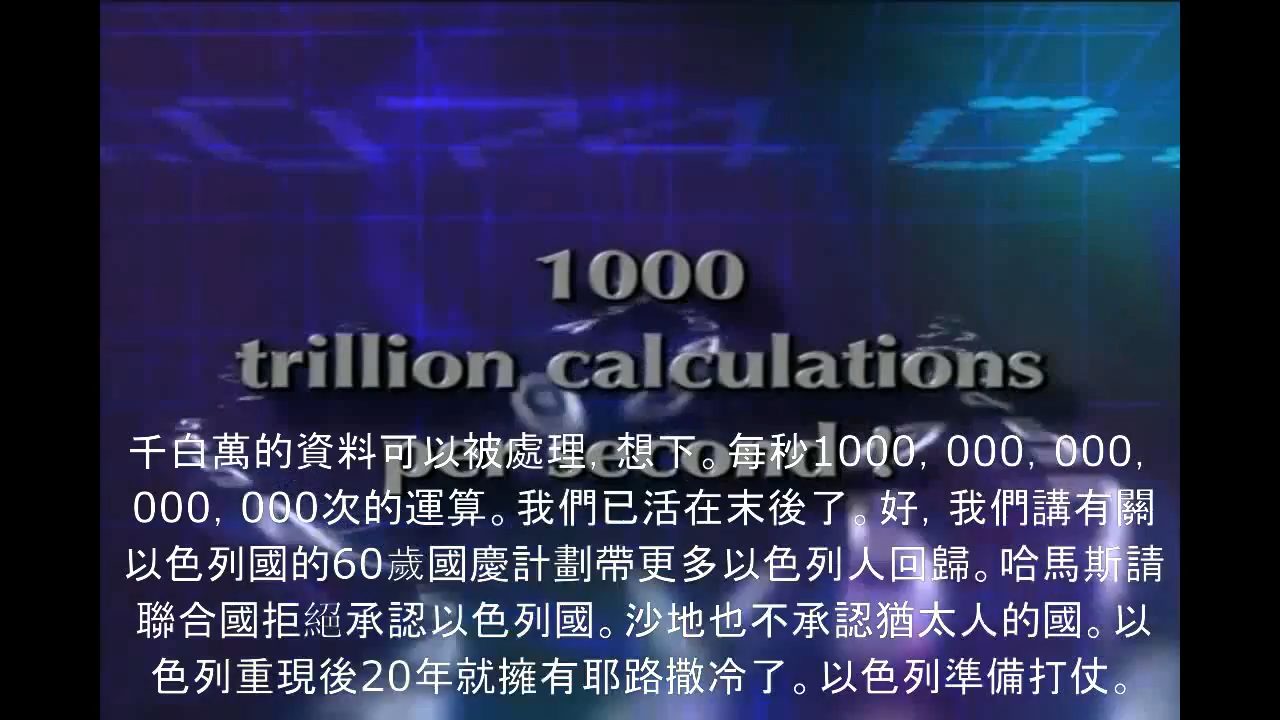 1000
trillion calculations
per second !
千白萬的資料可以被處理, 想下。每秒1000, 000, 000,
000, 000次的運算。我們已活在末後了。好, 我們講有關
以色列國的60歲國慶計劃帶更多以色列人回歸。哈馬斯請
聯合國拒絕承認以色列國。沙地也不承認猶太人的國。以
色列重現後20年就擁有耶路撒冷了。以色列準備打仗。